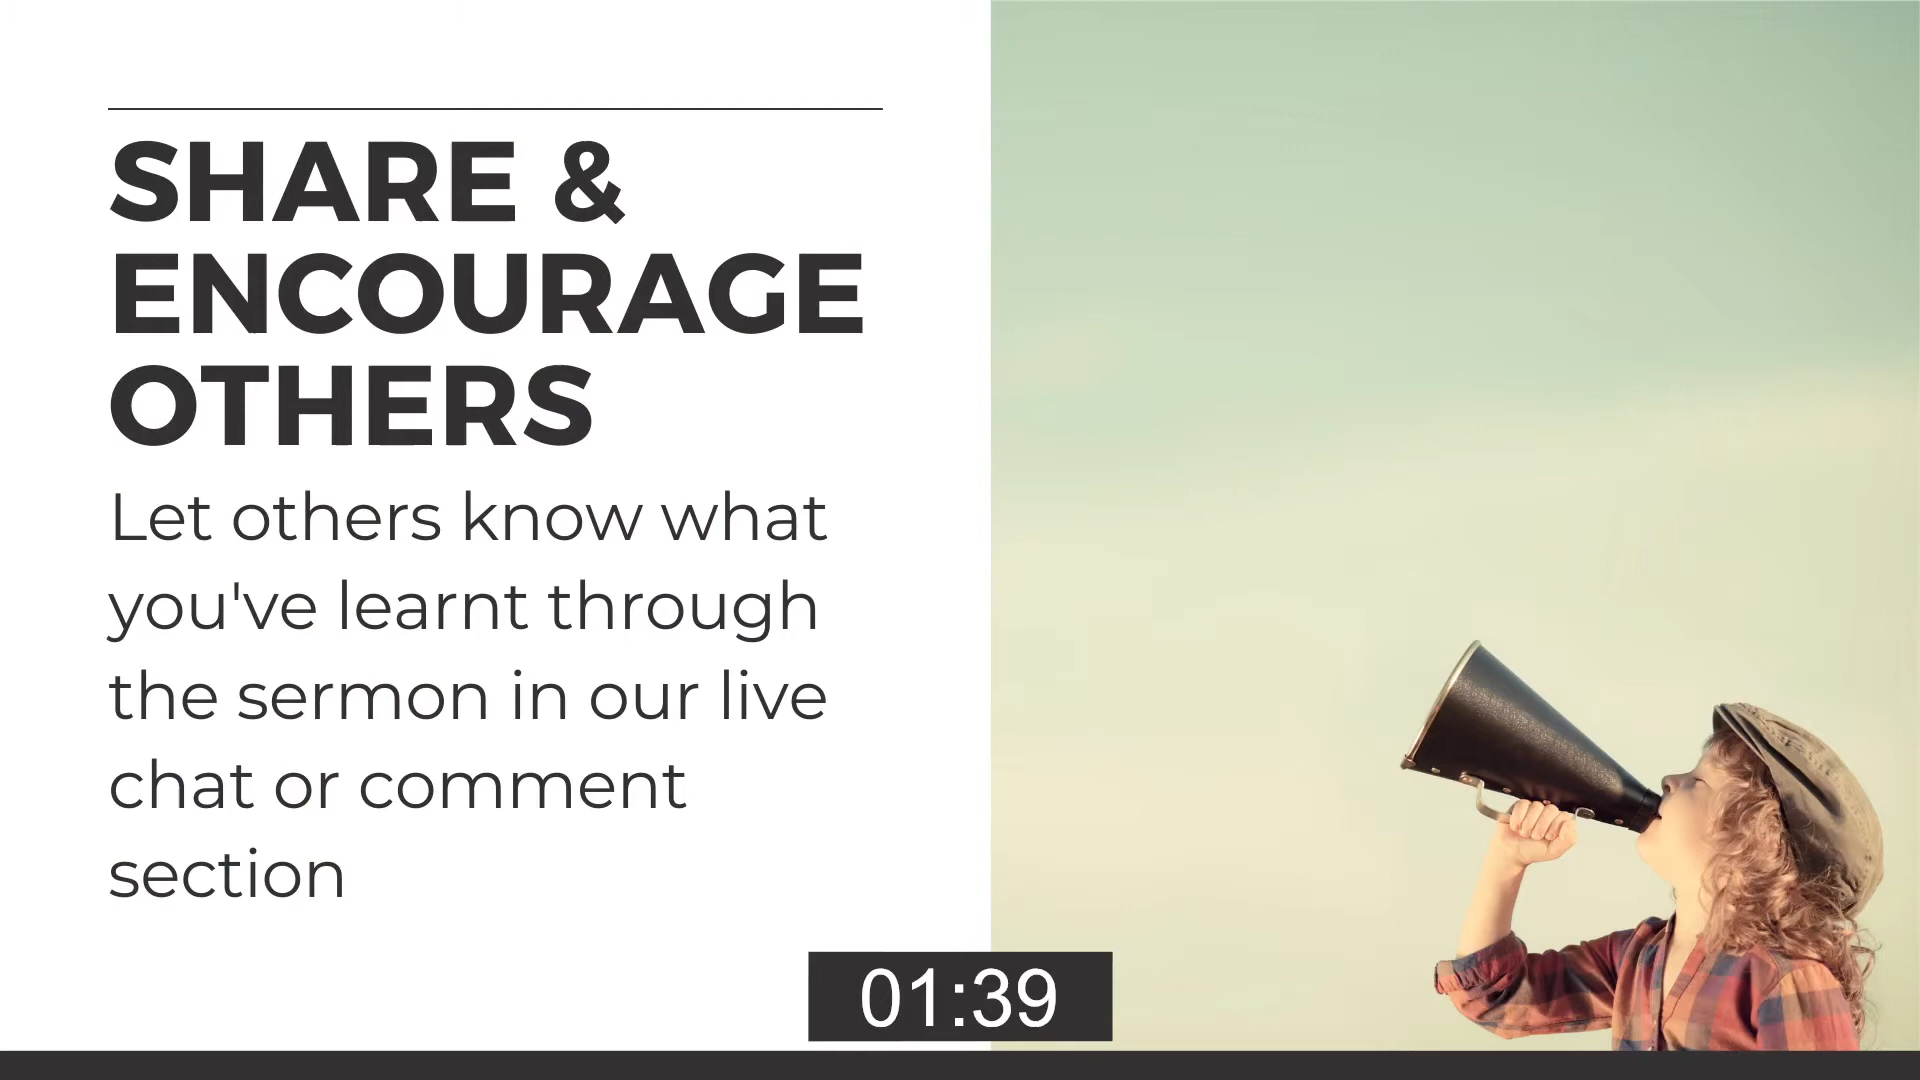 SHARE &
ENCOURAGE
OTHERS
Let others know what
you've learnt through
the sermon in our live
chat or comment
section
01:39